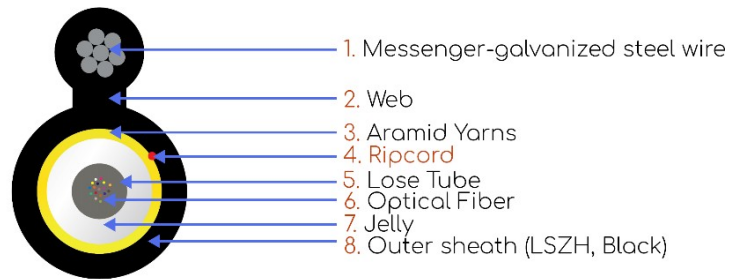 1. Messenger-galvanized steel wire
2. Web
3. Aramid Yarns
4. Ripcord
5. Lose Tube
6. Optical Fiber
7. Jelly
8. Outer sheath (LSZH, Black)